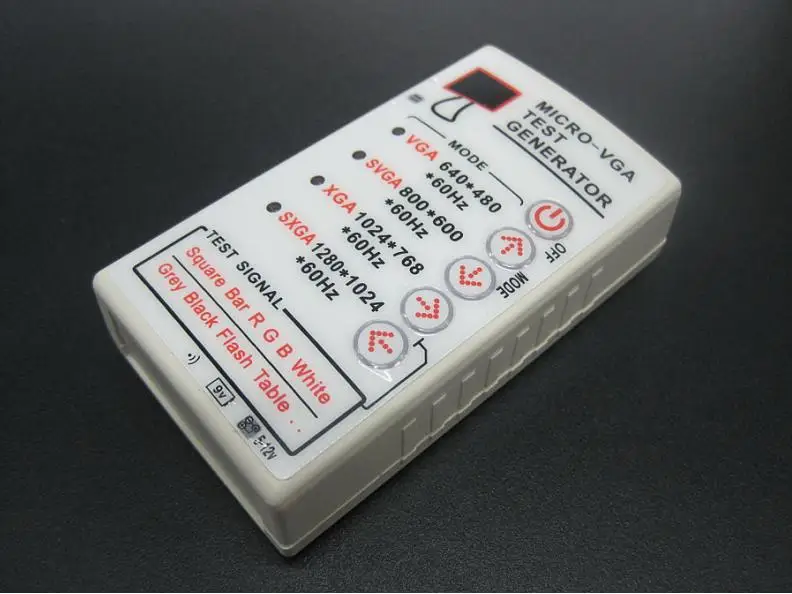 MICRO-VGA
TEST
GENERATOR
MODE
VGA 640*480
*60Hz
SVGA 800*600
*60Hz
XGA 1024*768
*60Hz
SXGA 1280*1024
*60Hz
OFF
MODE
TEST SIGNAL
Square Bar R G B White
Grey Black Flash Table . .
9v
5-12v